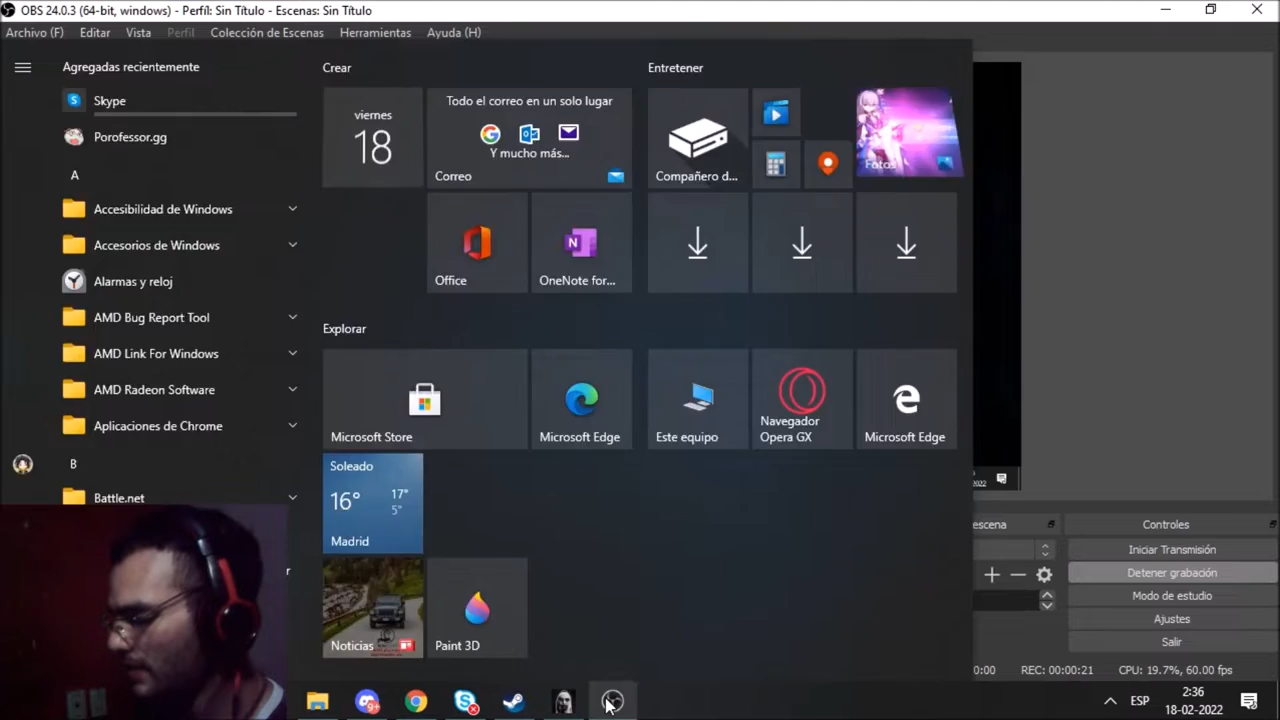 OBS 24.0.3 (64-bit, windows) - Perfil: Sin Título - Escenas: Sin Título
Archivo (F) Editar Vista Perfil Colección de Escenas Herramientas Ayuda (H)
Agregadas recientemente
Skype
Porofessor.gg
A
Accesibilidad de Windows
Accesorios de Windows
Alarmas y reloj
AMD Bug Report Tool
AMD Link For Windows
AMD Radeon Software
Aplicaciones de Chrome
B
Battle.net
Crear
viernes
18
Todo el correo en un solo lugar
Y mucho más...
Correo
Office
OneNote for...
Explorar
Microsoft Store
Microsoft Edge
Soleado
16° 17°
5°
Madrid
Noticias
Paint 3D
Entretener
Compañero d...
Fotos
Este equipo
Navegador
Opera GX
Microsoft Edge
2022
escena
Controles
Iniciar Transmisión
Detener grabación
Modo de estudio
Ajustes
Salir
0:00 REC: 00:00:21 CPU: 19.7%, 60.00 fps
ESP
2:36
18-02-2022